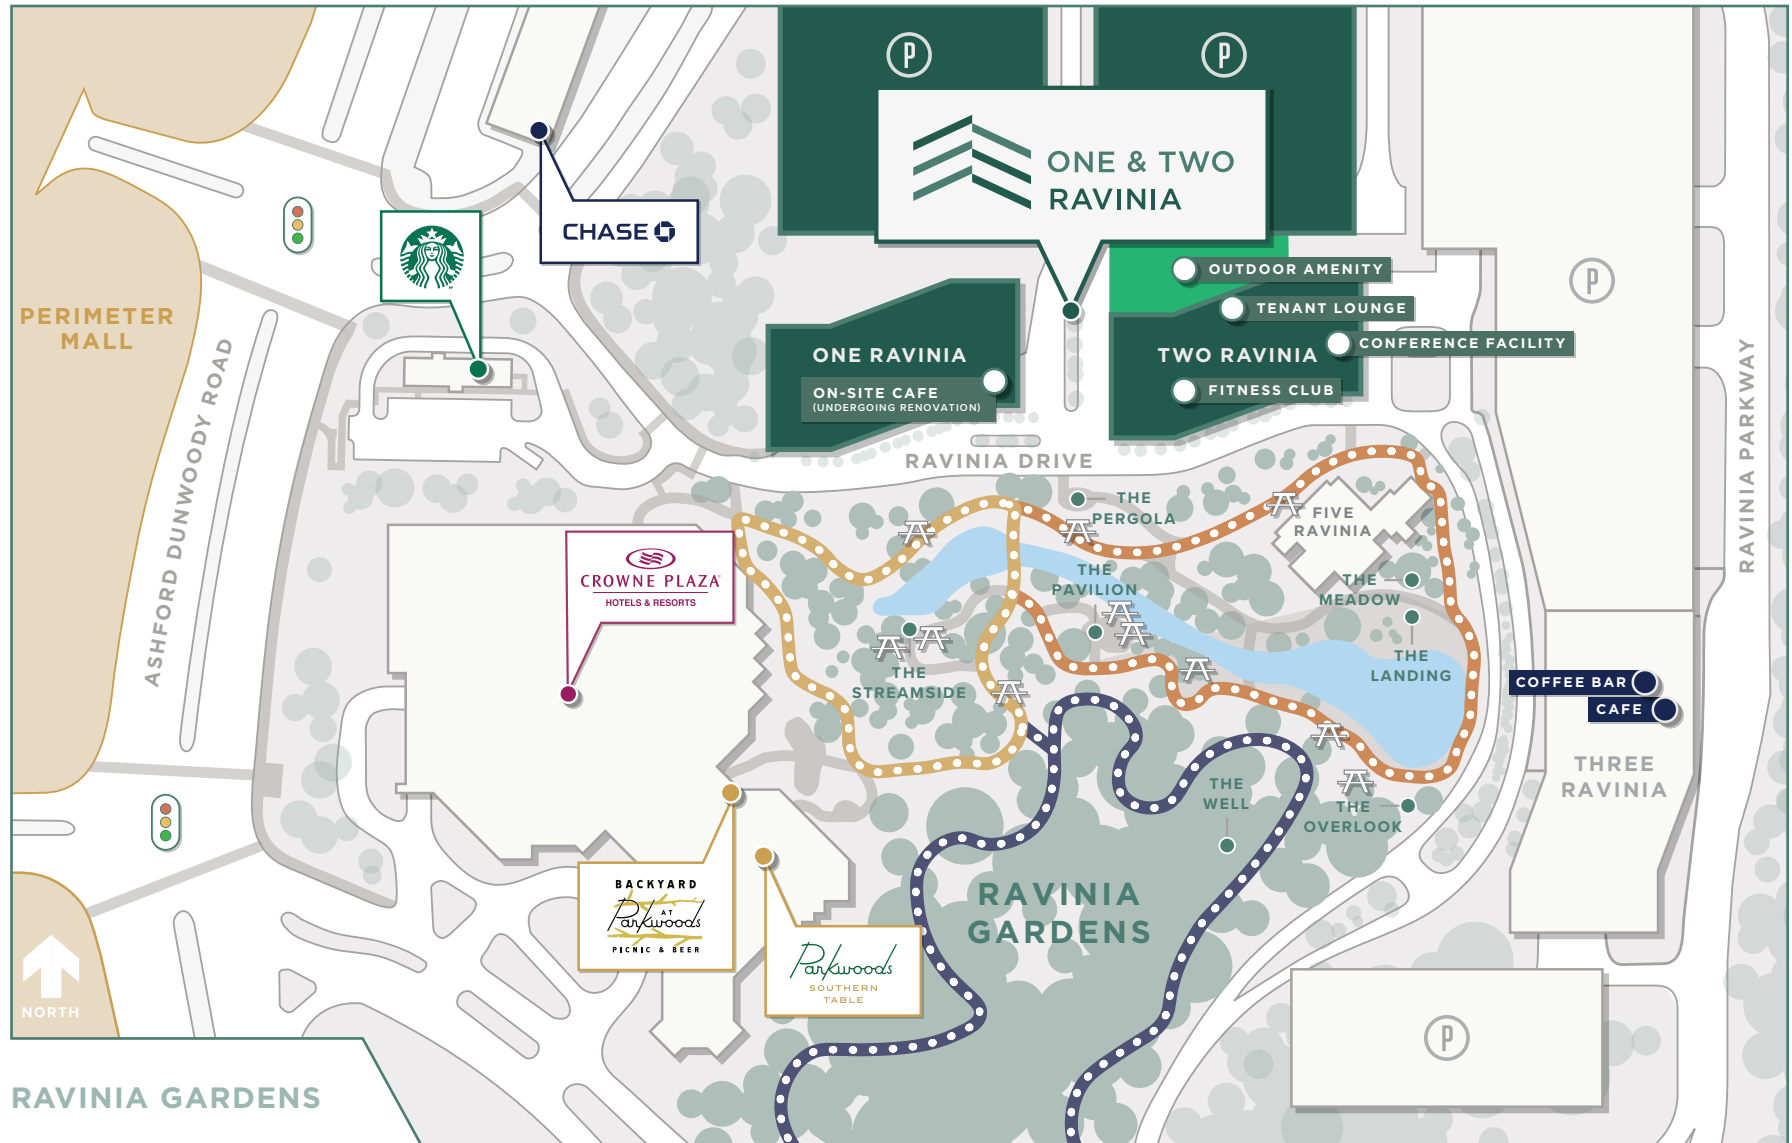 P
P
ONE & TWO
RAVINIA
CHASE
OUTDOOR AMENITY
TENANT LOUNGE
CONFERENCE FACILITY
FITNESS CLUB
TWO RAVINIA
ONE RAVINIA
ON-SITE CAFE
(UNDERGOING RENOVATION)
P
PERIMETER
MALL
ASHFORD DUNWOODY ROAD
RAVINIA PARKWAY
RAVINIA DRIVE
THE
PERGOLA
FIVE
RAVINIA
CROWNE PLAZA
HOTELS & RESORTS
THE
PAVILION
THE
MEADOW
THE
STREAMSIDE
THE
LANDING
COFFEE BAR
CAFE
THREE
RAVINIA
THE
WELL
THE
OVERLOOK
BACKYARD
AT
Parkwoods
PICNIC & BEER
Parkwoods
SOUTHERN
TABLE
RAVINIA
GARDENS
NORTH
P
RAVINIA GARDENS